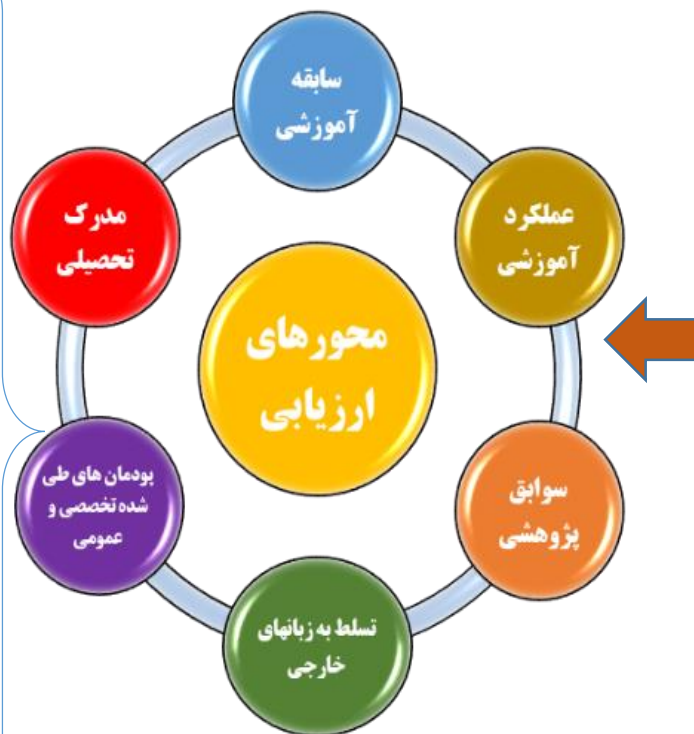 سابقه
آموزشی
عملکرد
آموزشی
مدرک
تحصیلی
محورهای
ارزیابی
پودمان های طی
شده تخصصی و
عمومی
سوابق
پژوهشی
تسلط به زبانهای
خارجی